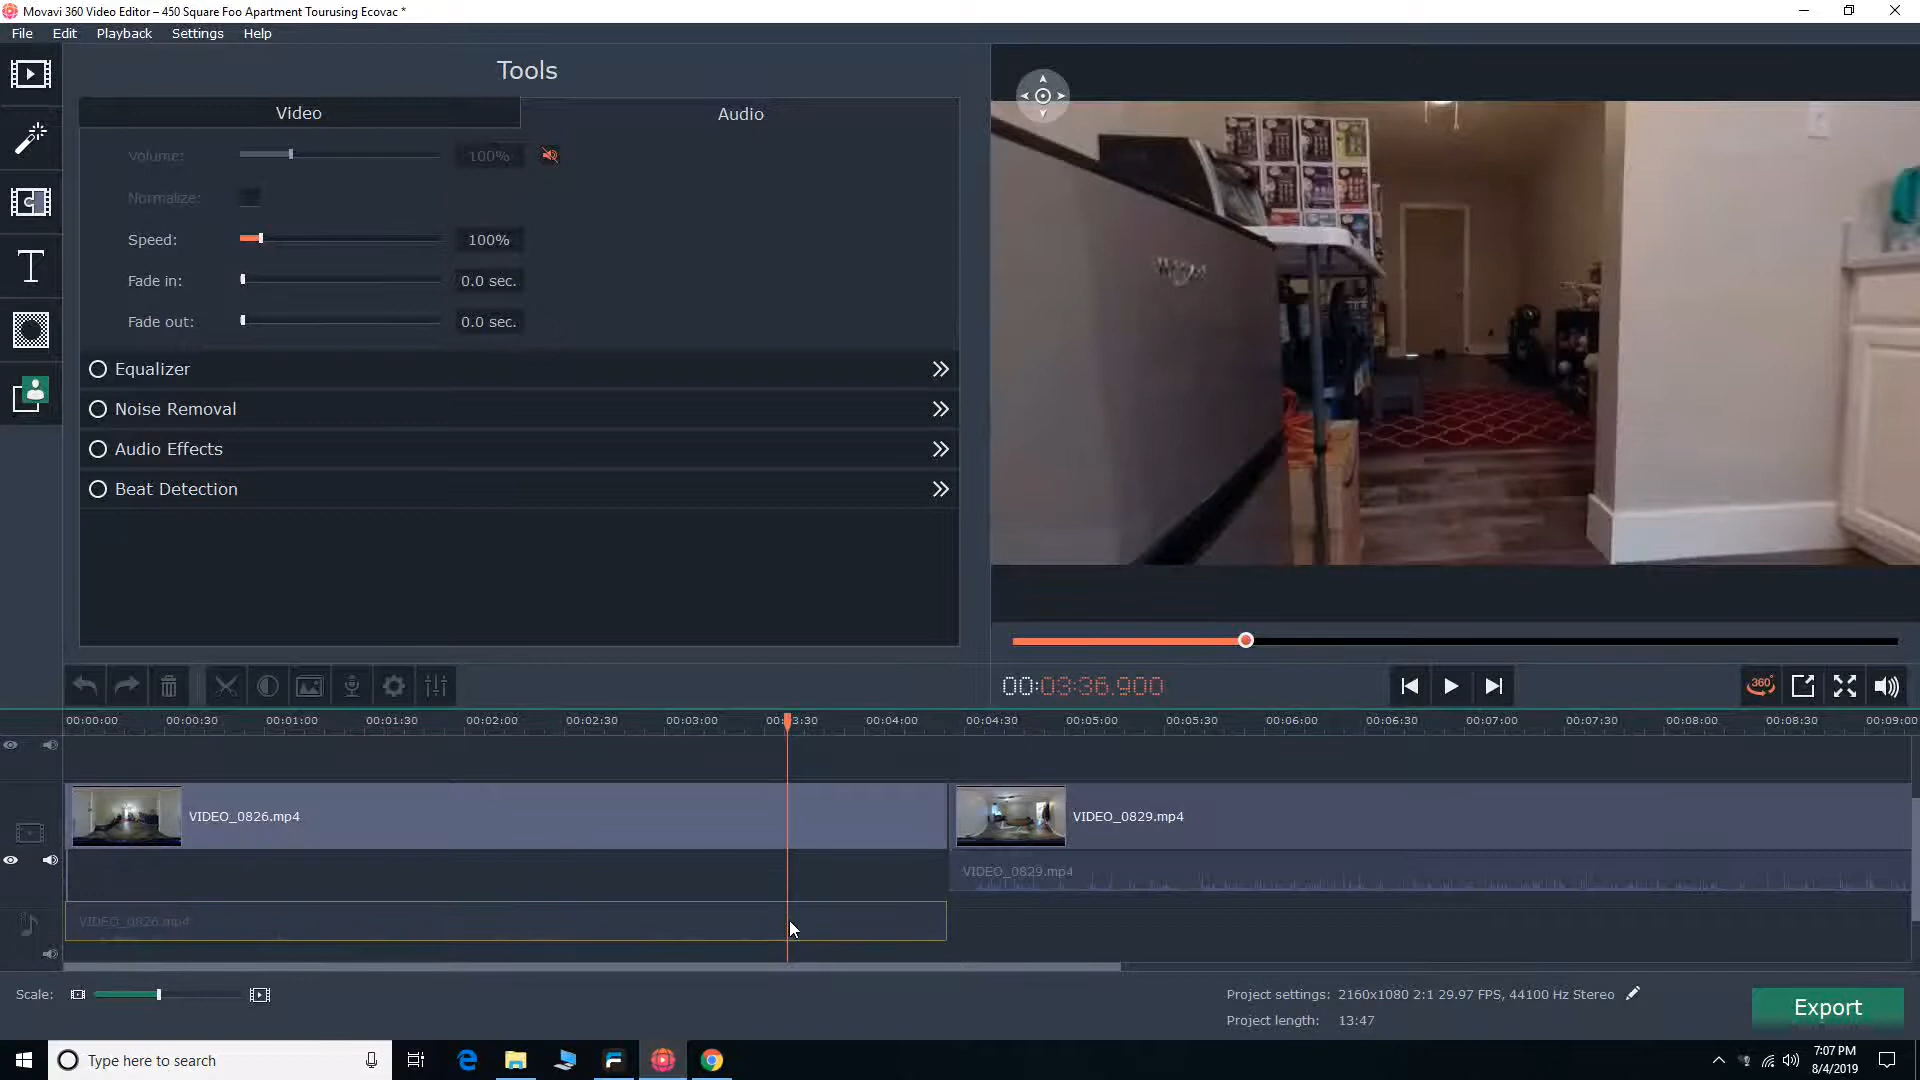 Movavi 360 Video Editor – 450 Square Foo Apartment Tourusing Ecovac *
File Edit Playback Settings Help
Tools
Video Audio
Volume: 100%
Normalize:
Speed: 100%
Fade in: 0.0 sec.
Fade out: 0.0 sec.
Equalizer
Noise Removal
Audio Effects
Beat Detection
00:03:36.900
360°
00:00:00 00:00:30 00:01:00 00:01:30 00:02:00 00:02:30 00:03:00 00:03:30 00:04:00 00:04:30 00:05:00 00:05:30 00:06:00 00:06:30 00:07:00 00:07:30 00:08:00 00:08:30 00:09:00
VIDEO_0826.mp4 VIDEO_0829.mp4
VIDEO_0829.mp4
VIDEO_0826.mp4
Scale:
Project settings: 2160x1080 2:1 29.97 FPS, 44100 Hz Stereo
Project length: 13:47
Export
Type here to search
7:07 PM
8/4/2019